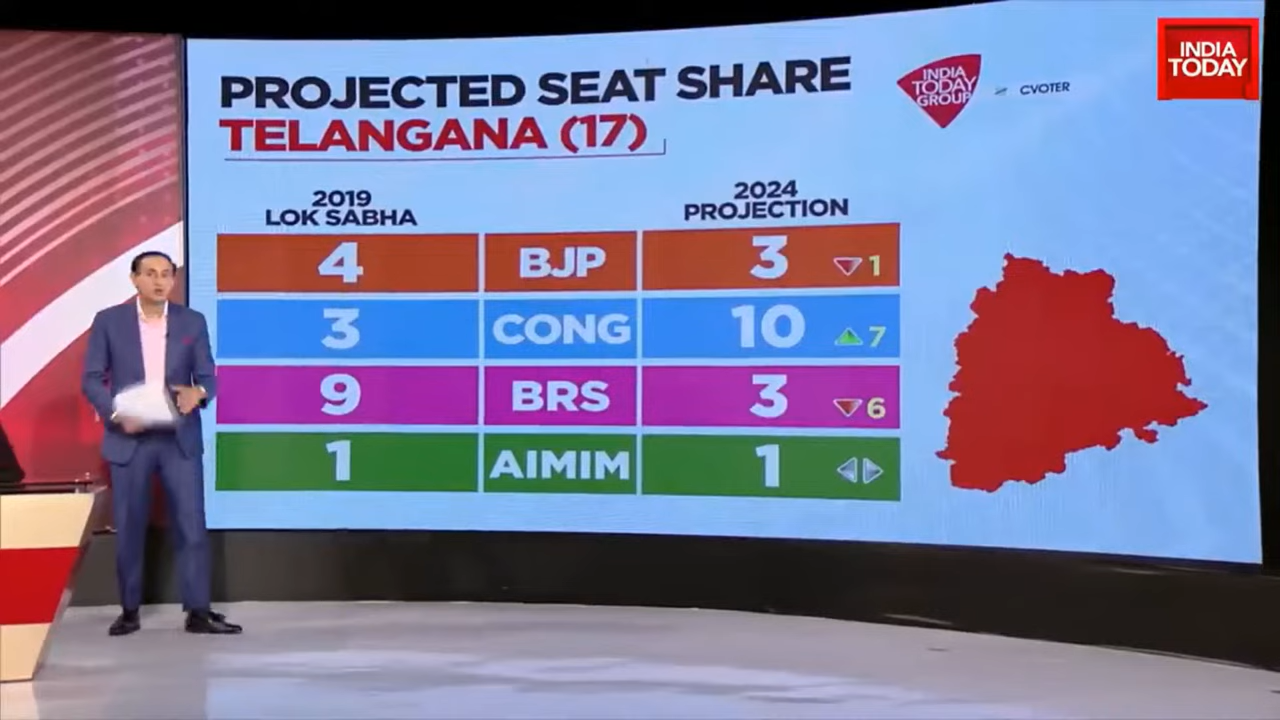 INDIA
TODAY
PROJECTED SEAT SHARE
TELANGANA (17)
INDIA
TODAY
GROUP
CVOTER
2019
LOK SABHA
2024
PROJECTION
4 BJP 3 1
3 CONG 10 7
9 BRS 3 6
1 AIMIM 1